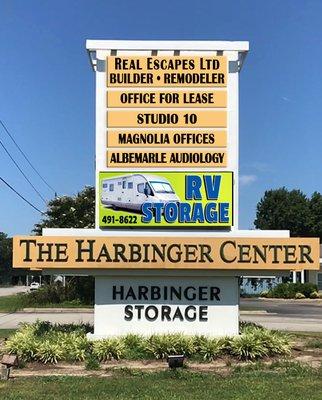 REAL ESCAPES LTD
BUILDER • REMODELER
OFFICE FOR LEASE
STUDIO 10
MAGNOLIA OFFICES
ALBEMARLE AUDIOLOGY
RV
491-8622 STORAGE
THE HARBINGER CENTER
HARBINGER
STORAGE